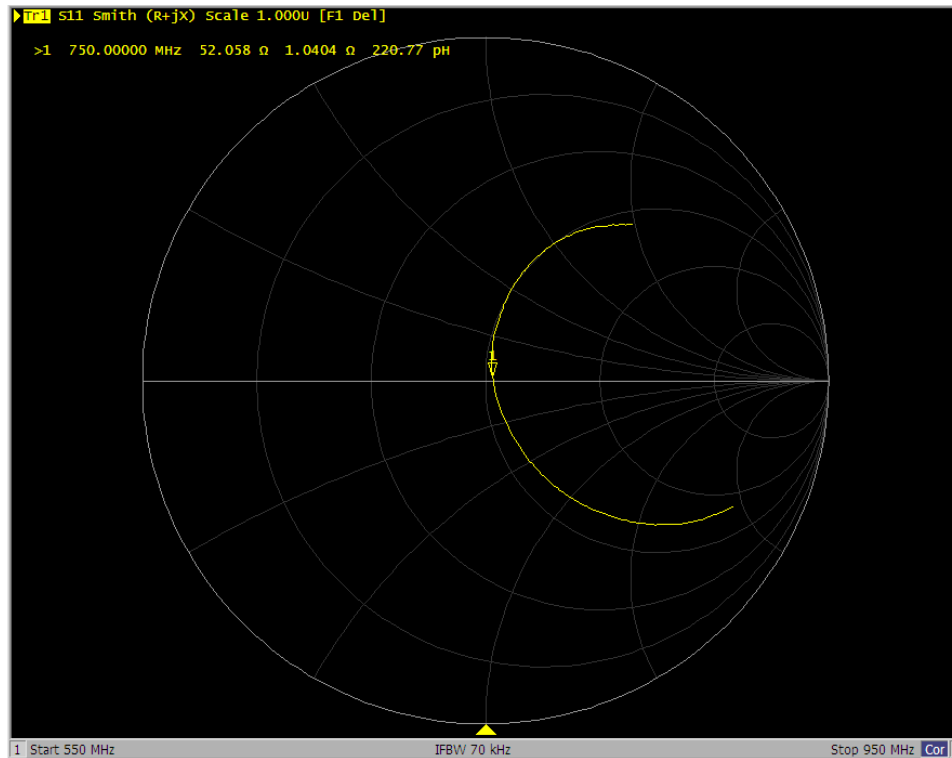 Tr1 S11 Smith (R+jX) Scale 1.000U [F1 Del]
>1 750.00000 MHz 52.058 Ω 1.0404 Ω 220.77 pH
1
1 Start 550 MHz IFBW 70 kHz Stop 950 MHz Cor